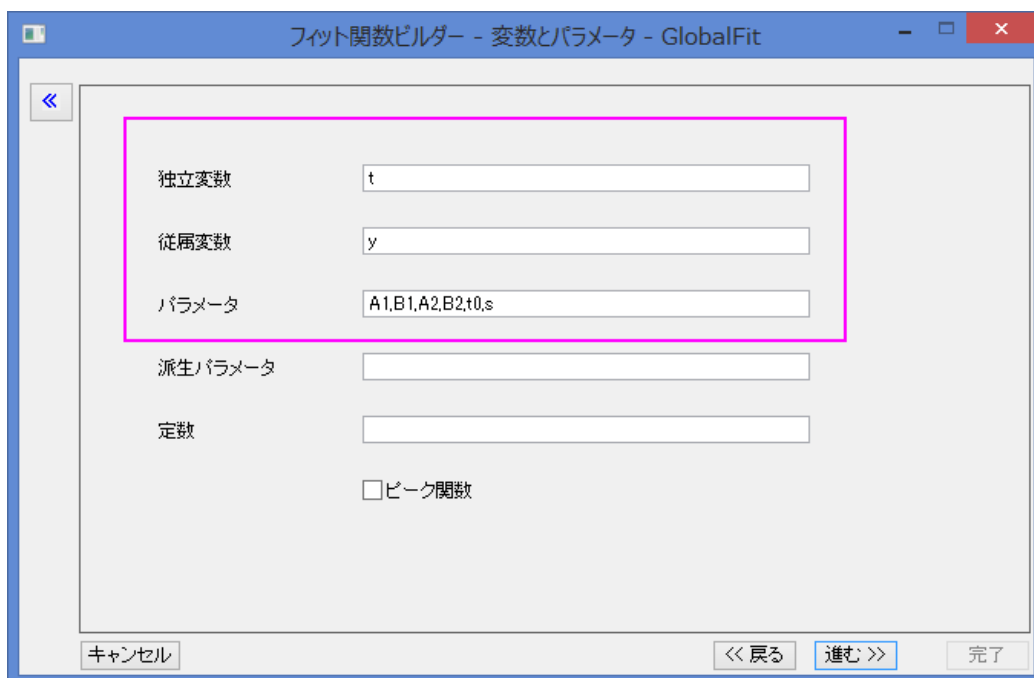 フィット関数ビルダー - 変数とパラメータ - GlobalFit
独立変数 t
従属変数 y
パラメータ A1,B1,A2,B2,t0,s
派生パラメータ
定数
ピーク関数
キャンセル << 戻る 進む >> 完了